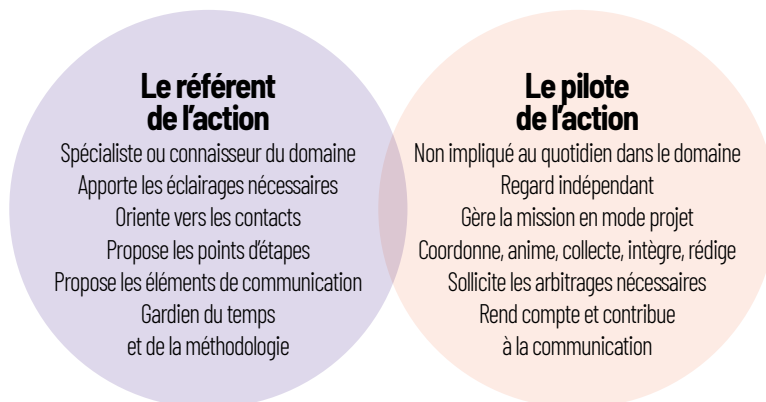 Le référent
de l’action
Spécialiste ou connaisseur du domaine
Apporte les éclairages nécessaires
Oriente vers les contacts
Propose les points d’étapes
Propose les éléments de communication
Gardien du temps
et de la méthodologie
Le pilote
de l’action
Non impliqué au quotidien dans le domaine
Regard indépendant
Gère la mission en mode projet
Coordonne, anime, collecte, intègre, rédige
Sollicite les arbitrages nécessaires
Rend compte et contribue
à la communication